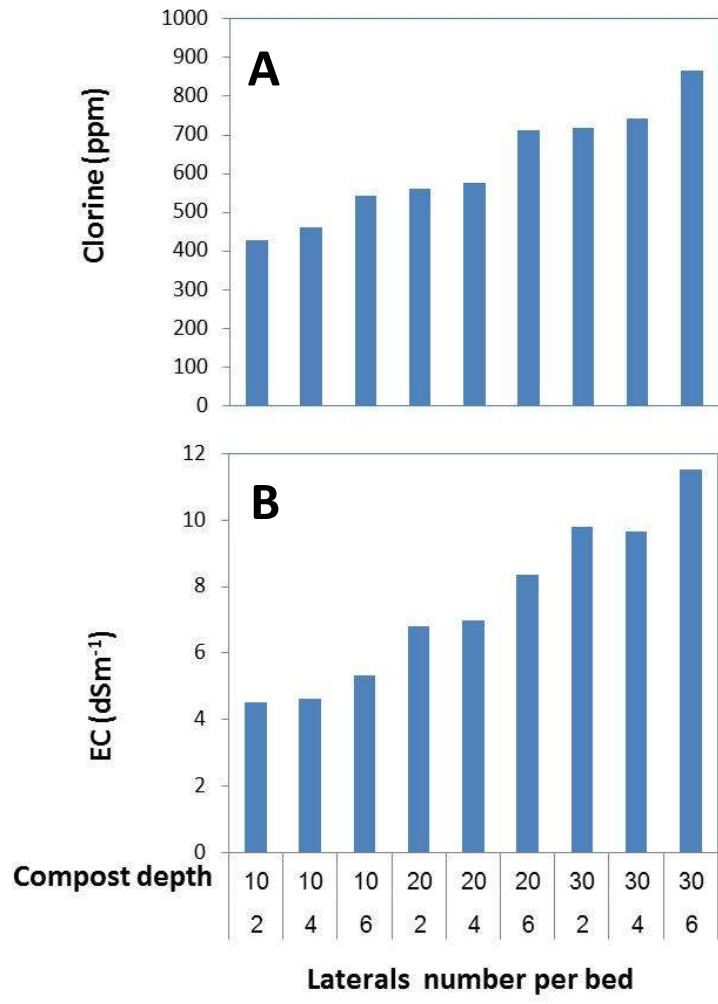 A
Clorine (ppm)
1000
900
800
700
600
500
400
300
200
100
0
B
EC (dSm-1)
12
10
8
6
4
2
0
Compost depth 10 10 10 20 20 20 30 30 30
2 4 6 2 4 6 2 4 6
Laterals number per bed